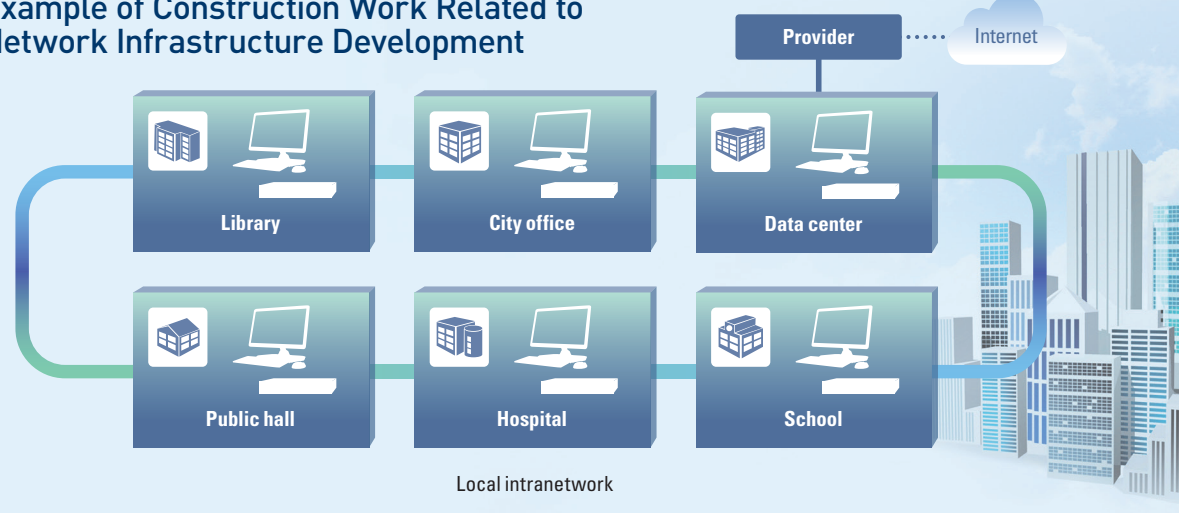 xample of Construction Work Related to
etwork Infrastructure Development
Provider
Internet
Library
City office
Data center
Public hall
Hospital
School
Local intranetwork